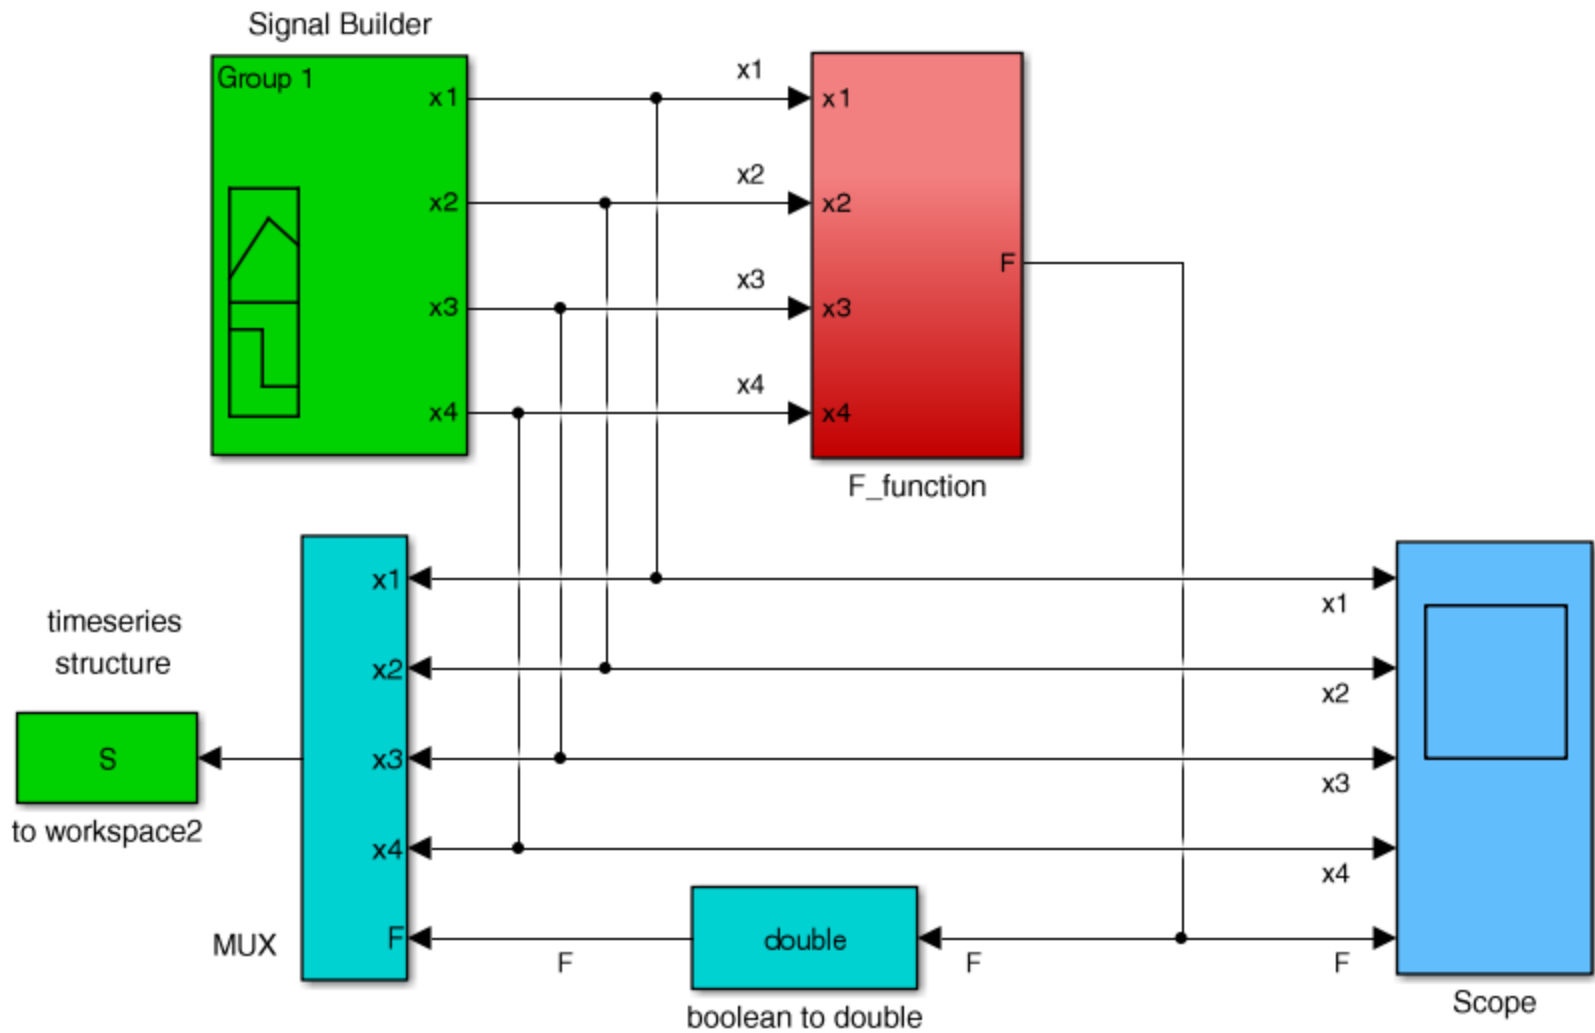 Signal Builder
Group 1
x1
x1
x1
x2
x2
x2
x3
x3
x3
x4
x4
x4
F
F_function
x1
x1
timeseries
structure
x2
x2
S
x3
x3
to workspace2
x4
x4
MUX
F
F
double
F
F
boolean to double
Scope